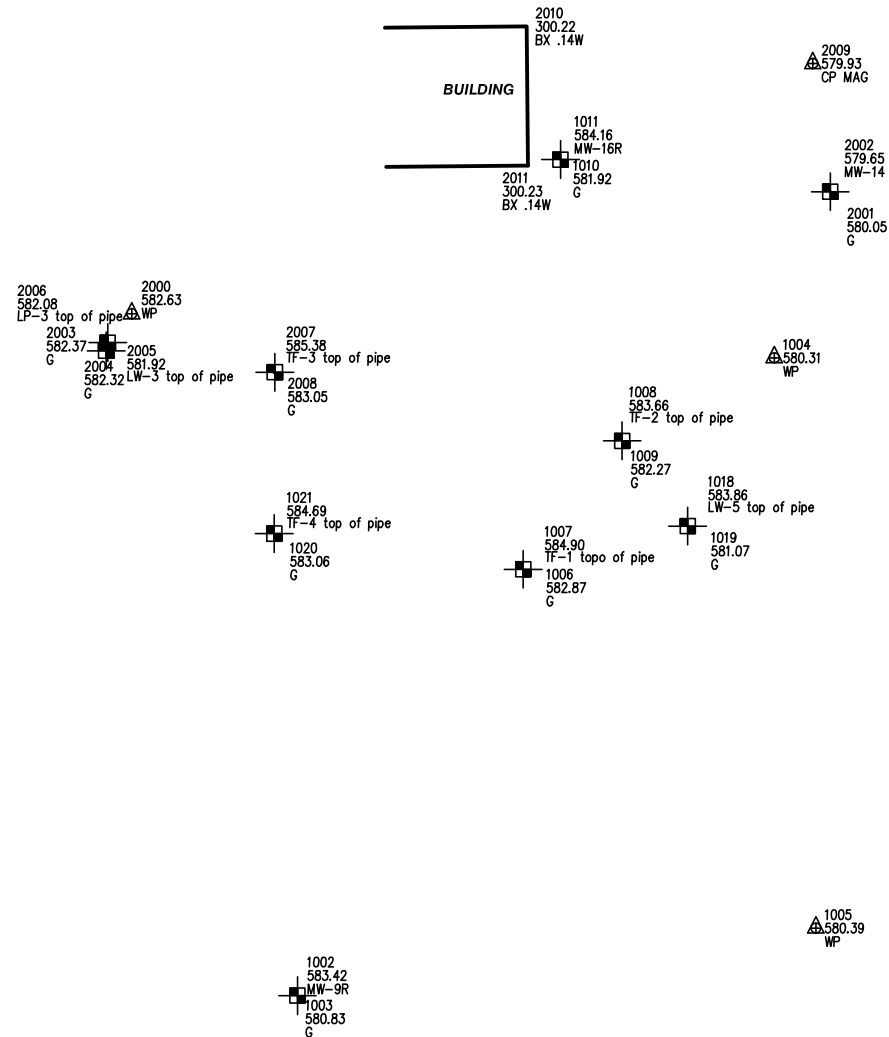 2010
300.22
BX .14W
2009
579.93
CP MAG
BUILDING
1011
584.16
MW-16R
1010
581.92
G
2002
579.65
MW-14
2011
300.23
BX .14W
2001
580.05
G
2006
582.08
LP-3 top of pipe
2000
582.63
WP
2003
582.37
G
2004
582.32
G
2005
581.92
LW-3 top of pipe
2007
585.38
TF-3 top of pipe
2008
583.05
G
1004
580.31
WP
1008
583.66
TF-2 top of pipe
1009
582.27
G
1018
583.86
LW-5 top of pipe
1019
581.07
G
1021
584.69
TF-4 top of pipe
1020
583.06
G
1007
584.90
TF-1 topo of pipe
1006
582.87
G
1005
580.39
WP
1002
583.42
MW-9R
1003
580.83
G